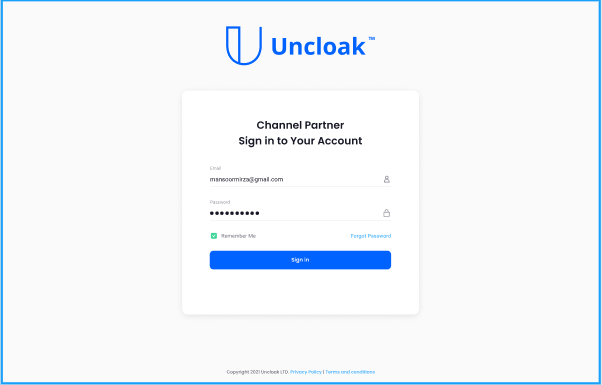 Uncloak™
Channel Partner
Sign in to Your Account
Email
mansoormirza@gmail.com
Password
Remember Me
Forgot Password
Sign in
Copyright 2021 Uncloak LTD. Privacy Policy | Terms and conditions